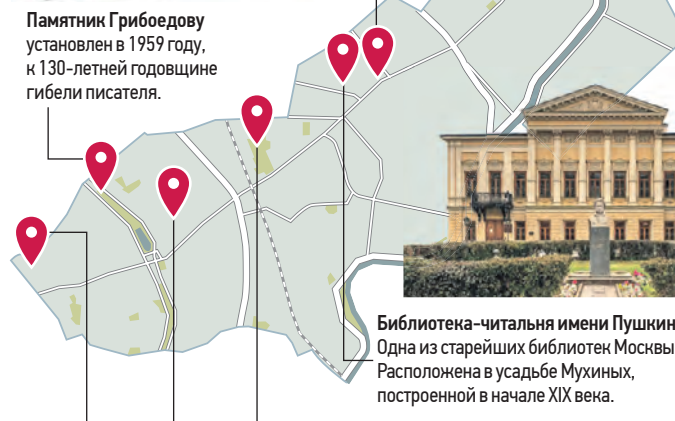 Памятник Грибоедову
установлен в 1959 году,
к 130-летней годовщине
гибели писателя.
Библиотека-читальня имени Пушкин
Одна из старейших библиотек Москвы
Расположена в усадьбе Мухиных,
построенной в начале XIX века.